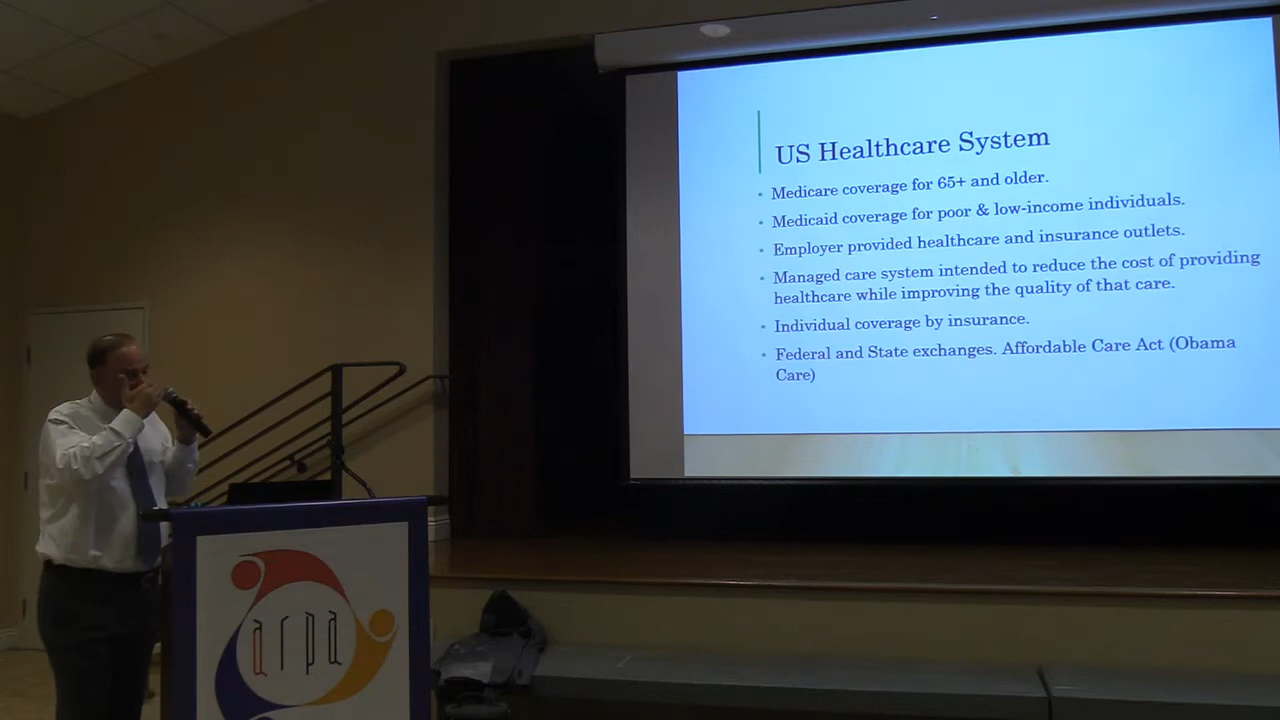 US Healthcare System
• Medicare coverage for 65+ and older.
• Medicaid coverage for poor & low-income individuals.
• Employer provided healthcare and insurance outlets.
• Managed care system intended to reduce the cost of providing
healthcare while improving the quality of that care.
• Individual coverage by insurance.
• Federal and State exchanges. Affordable Care Act (Obama
Care)
arpa